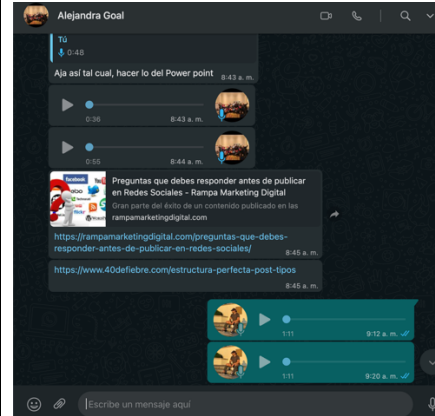 Alejandra Goal
Tú
0:48
Aja así tal cual, hacer lo del Power point
8:43 a. m.
0:36
8:43 a. m.
0:55
8:44 a. m.
facebook
Preguntas que debes responder antes de publicar
en Redes Sociales - Rampa Marketing Digital
Gran parte del éxito de un contenido publicado en las
rampamarketingdigital.com
https://rampamarketingdigital.com/preguntas-que-debes-
responder-antes-de-publicar-en-redes-sociales/
8:45 a. m.
https://www.40defiebre.com/estructura-perfecta-post-tipos
8:45 a. m.
1:11
9:12 a. m.
1:11
9:20 a. m.
Escribe un mensaje aquí